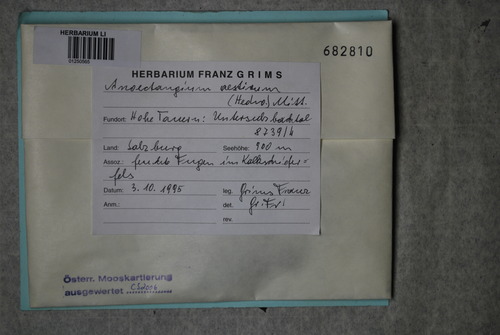 HERBARIUM LI
682810
HERBARIUM FRANZ GRIMS
Anoectangium aestivum
(Hedw.) Mitt.
Fundort: Hohe Tauern: Untersulzbachtal
8739/4
Land: Salzburg Seehöhe: 900 m
Assoz.: feuchte Fugen im Kalkschiefer-
fels
Datum: 3. 10. 1995 leg. Grims Franz
Anm.: det. Gr. Fr.
rev.
Österr. Mooskartierung
ausgewertet